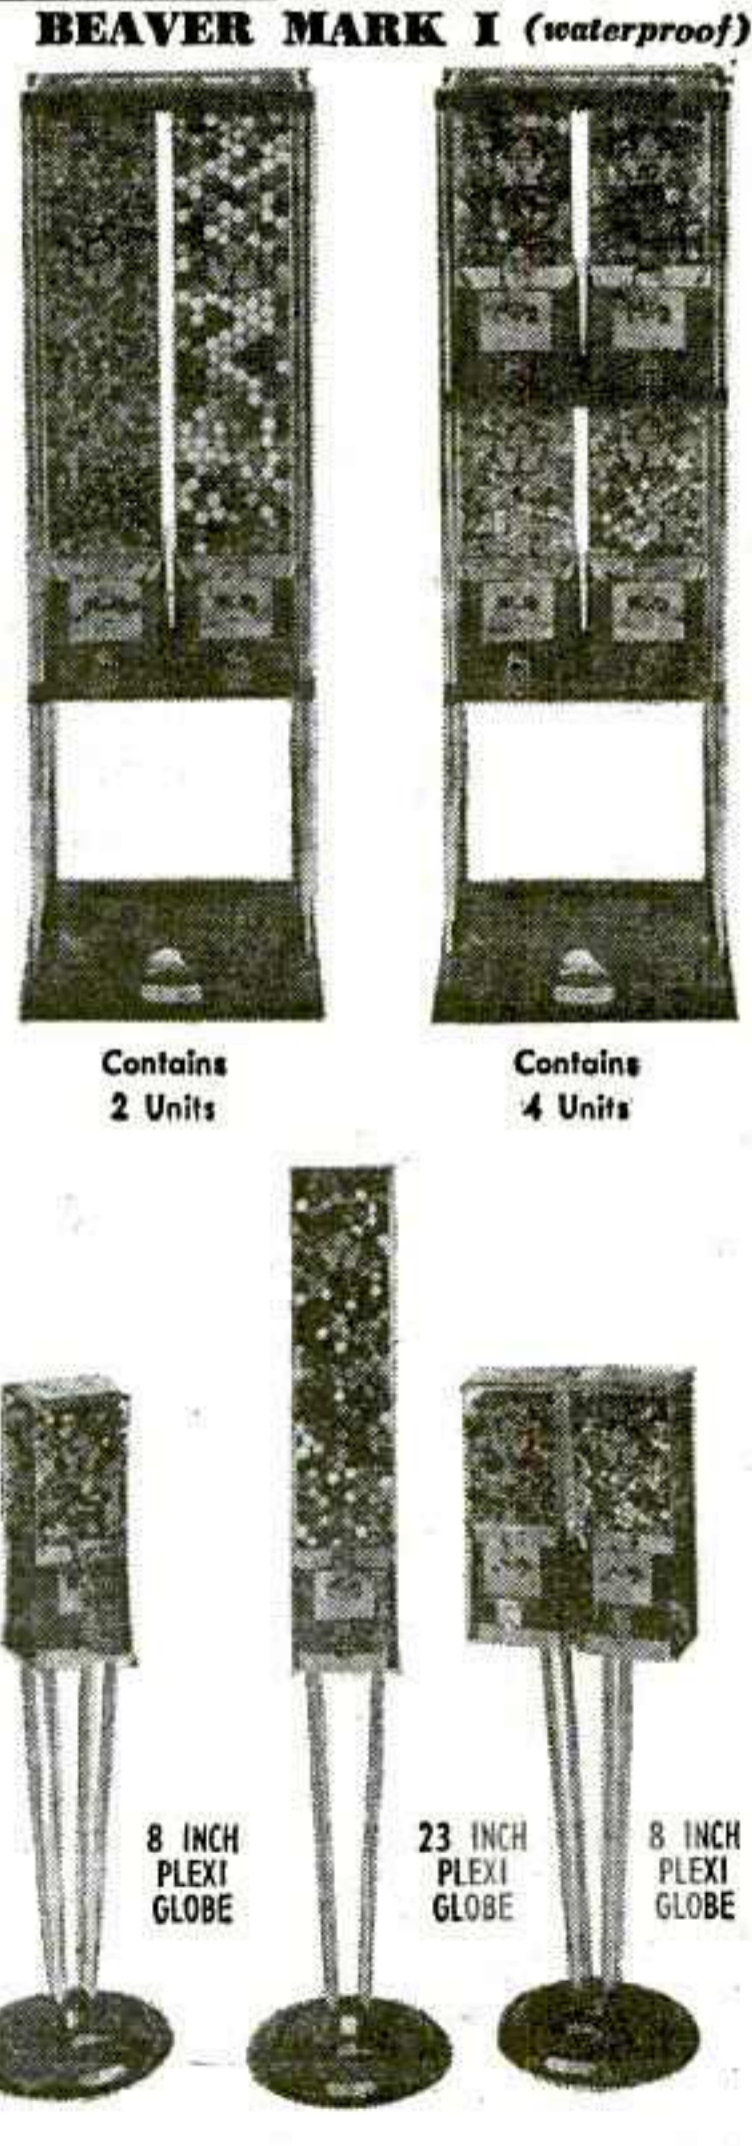 BEAVER MARK I (waterproof)
Contains
2 Units
Contains
4 Units
8 INCH
PLEXI
GLOBE
23 INCH
PLEXI
GLOBE
8 INCH
PLEXI
GLOBE